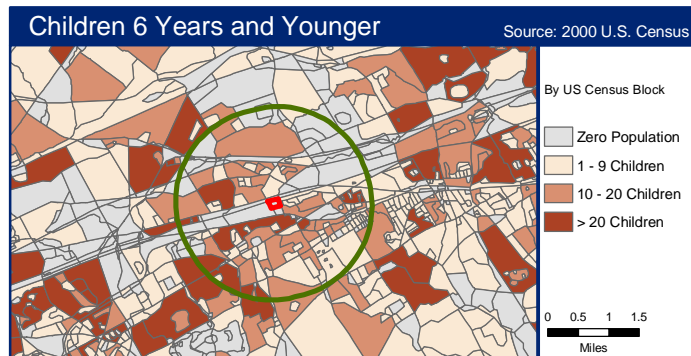 Children 6 Years and Younger
Source: 2000 U.S. Census
By US Census Block
Zero Population
1 - 9 Children
10 - 20 Children
> 20 Children
0 0.5 1 1.5
Miles